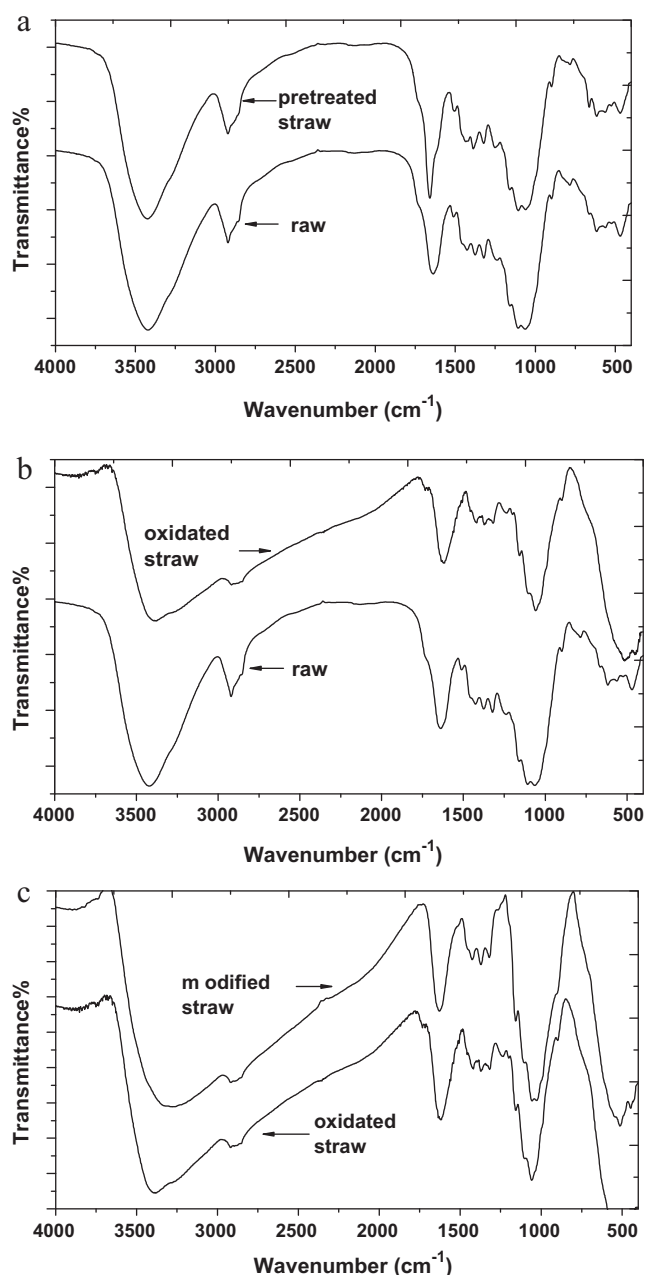 a
pretreated
straw
raw
Transmittance%
4000 3500 3000 2500 2000 1500 1000 500
Wavenumber (cm-1)
b
oxidated
straw
raw
Transmittance%
4000 3500 3000 2500 2000 1500 1000 500
Wavenumber (cm-1)
c
m odified
straw
oxidated
straw
Transmittance%
4000 3500 3000 2500 2000 1500 1000 500
Wavenumber (cm-1)